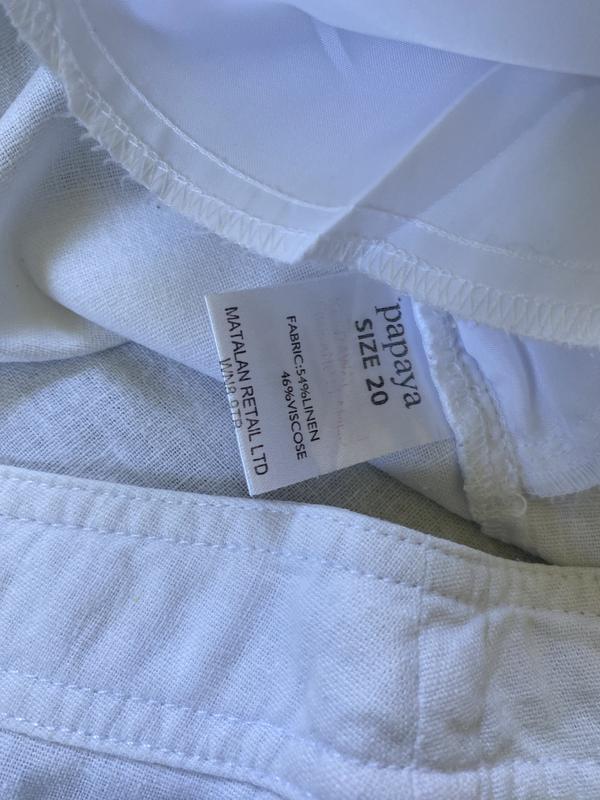 papaya
SIZE 20
FABRIC:54%LINEN
46%VISCOSE
MATALAN RETAIL LTD